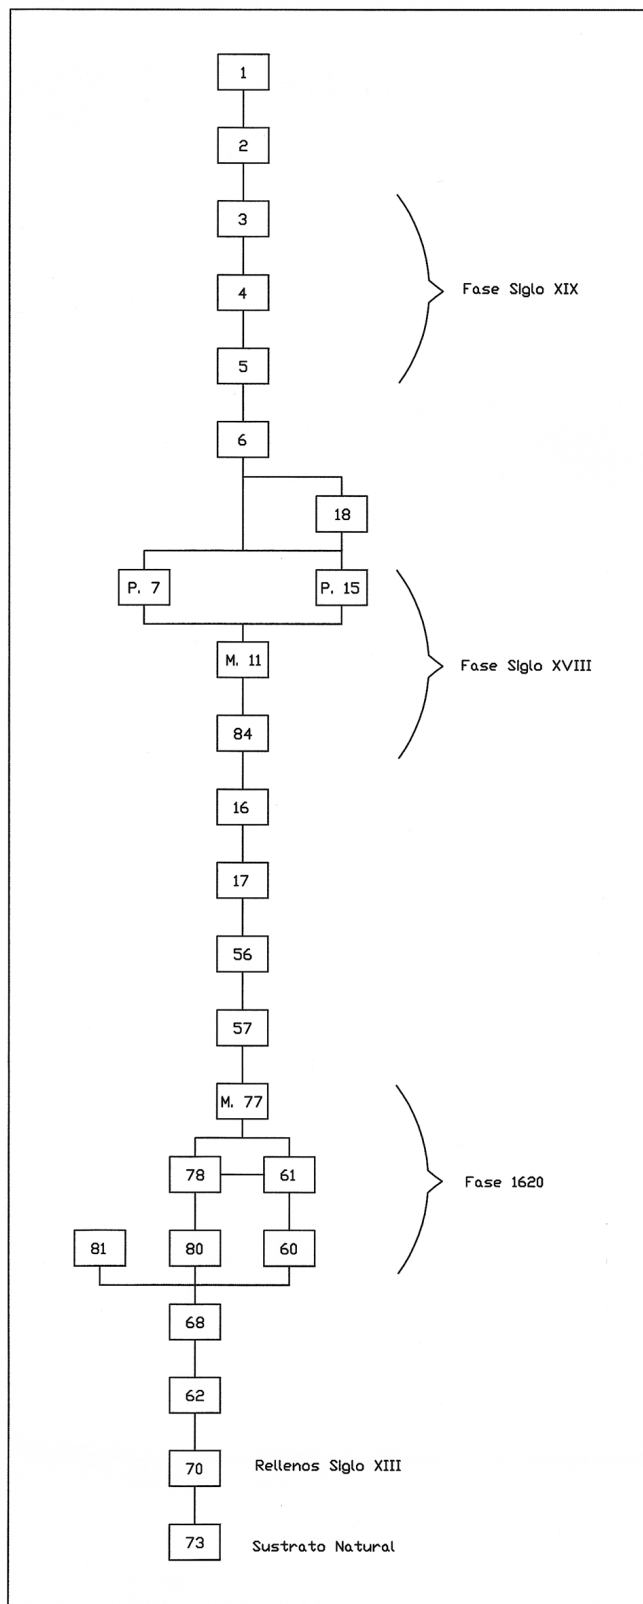 1
2
3
4
Fase Siglo XIX
5
6
18
P. 7
P. 15
M. 11
Fase Siglo XVIII
84
16
17
56
57
M. 77
78
61
Fase 1620
81
80
60
68
62
70
Rellenos Siglo XIII
73
Sustrato Natural